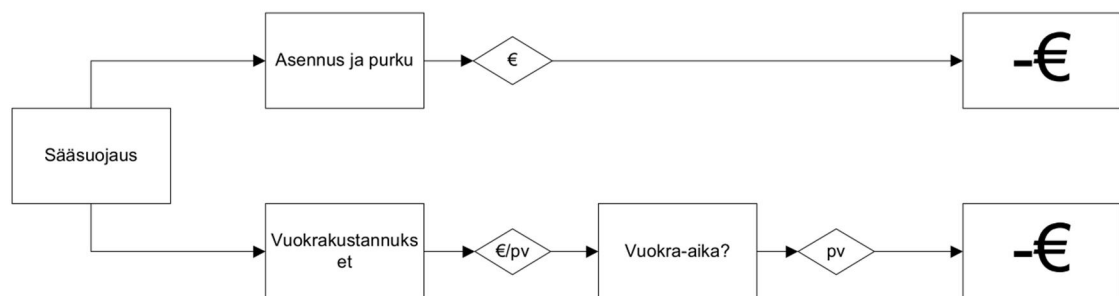 Asennus ja purku
€
-€
Sääsuojaus
Vuokrakustannuks
et
€/pv
Vuokra-aika?
pv
-€